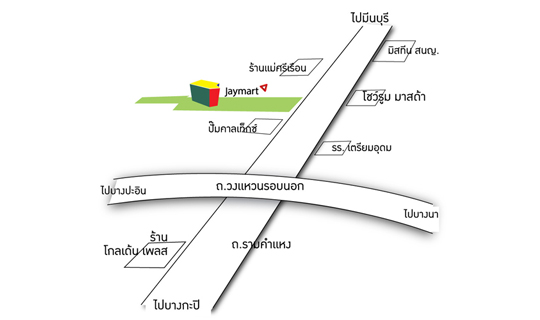 ไปมีนบุรี
มิสทีน สนญ.
ร้านแม่ศรีเรือน
Jaymart
โชว์รูม มาสด้า
ปั๊มคาลเท็กซ์
รร. เตรียมอุดม
ถ.วงแหวนรอบนอก
ไปบางปะอิน
ไปบางนา
ร้าน
โกลเด้น เพลส
ถ.รามคำแหง
ไปบางกะปิ